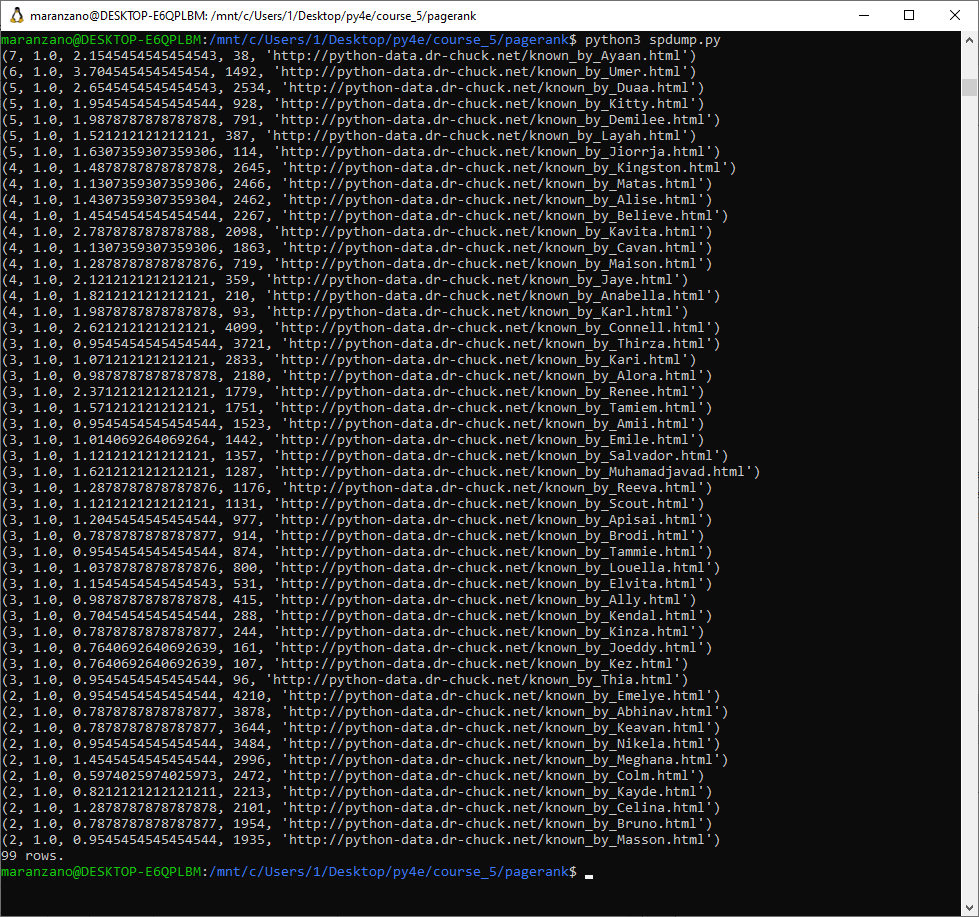 maranzano@DESKTOP-E6QPLBM: /mnt/c/Users/1/Desktop/py4e/course_5/pagerank
maranzano@DESKTOP-E6QPLBM:/mnt/c/Users/1/Desktop/py4e/course_5/pagerank$ python3 spdump.py
(7, 1.0, 2.1545454545454543, 38, 'http://python-data.dr-chuck.net/known_by_Ayaan.html')
(6, 1.0, 3.704545454545454, 1492, 'http://python-data.dr-chuck.net/known_by_Umer.html')
(5, 1.0, 2.6545454545454543, 2534, 'http://python-data.dr-chuck.net/known_by_Duaa.html')
(5, 1.0, 1.9545454545454544, 928, 'http://python-data.dr-chuck.net/known_by_Kitty.html')
(5, 1.0, 1.9878787878787878, 791, 'http://python-data.dr-chuck.net/known_by_Demilee.html')
(5, 1.0, 1.521212121212121, 387, 'http://python-data.dr-chuck.net/known_by_Layah.html')
(5, 1.0, 1.6307359307359306, 114, 'http://python-data.dr-chuck.net/known_by_Jiorrja.html')
(4, 1.0, 1.4878787878787878, 2645, 'http://python-data.dr-chuck.net/known_by_Kingston.html')
(4, 1.0, 1.1307359307359306, 2466, 'http://python-data.dr-chuck.net/known_by_Matas.html')
(4, 1.0, 1.4307359307359304, 2462, 'http://python-data.dr-chuck.net/known_by_Alise.html')
(4, 1.0, 1.4545454545454544, 2267, 'http://python-data.dr-chuck.net/known_by_Believe.html')
(4, 1.0, 2.787878787878788, 2098, 'http://python-data.dr-chuck.net/known_by_Kavita.html')
(4, 1.0, 1.1307359307359306, 1863, 'http://python-data.dr-chuck.net/known_by_Cavan.html')
(4, 1.0, 1.2878787878787876, 719, 'http://python-data.dr-chuck.net/known_by_Maison.html')
(4, 1.0, 2.121212121212121, 359, 'http://python-data.dr-chuck.net/known_by_Jaye.html')
(4, 1.0, 1.821212121212121, 210, 'http://python-data.dr-chuck.net/known_by_Anabella.html')
(4, 1.0, 1.9878787878787878, 93, 'http://python-data.dr-chuck.net/known_by_Karl.html')
(3, 1.0, 2.621212121212121, 4099, 'http://python-data.dr-chuck.net/known_by_Connell.html')
(3, 1.0, 0.9545454545454544, 3721, 'http://python-data.dr-chuck.net/known_by_Thirza.html')
(3, 1.0, 1.071212121212121, 2833, 'http://python-data.dr-chuck.net/known_by_Kari.html')
(3, 1.0, 0.9878787878787878, 2180, 'http://python-data.dr-chuck.net/known_by_Alora.html')
(3, 1.0, 2.371212121212121, 1779, 'http://python-data.dr-chuck.net/known_by_Renee.html')
(3, 1.0, 1.571212121212121, 1751, 'http://python-data.dr-chuck.net/known_by_Tamiem.html')
(3, 1.0, 0.9545454545454544, 1523, 'http://python-data.dr-chuck.net/known_by_Amii.html')
(3, 1.0, 1.014069264069264, 1442, 'http://python-data.dr-chuck.net/known_by_Emile.html')
(3, 1.0, 1.121212121212121, 1357, 'http://python-data.dr-chuck.net/known_by_Salvador.html')
(3, 1.0, 1.621212121212121, 1287, 'http://python-data.dr-chuck.net/known_by_Muhamadjavad.html')
(3, 1.0, 1.2878787878787876, 1176, 'http://python-data.dr-chuck.net/known_by_Reeva.html')
(3, 1.0, 1.121212121212121, 1131, 'http://python-data.dr-chuck.net/known_by_Scout.html')
(3, 1.0, 1.2045454545454544, 977, 'http://python-data.dr-chuck.net/known_by_Apisai.html')
(3, 1.0, 0.7878787878787877, 914, 'http://python-data.dr-chuck.net/known_by_Brodi.html')
(3, 1.0, 0.9545454545454544, 874, 'http://python-data.dr-chuck.net/known_by_Tammie.html')
(3, 1.0, 1.0378787878787876, 800, 'http://python-data.dr-chuck.net/known_by_Louella.html')
(3, 1.0, 1.1545454545454543, 531, 'http://python-data.dr-chuck.net/known_by_Elvita.html')
(3, 1.0, 0.9878787878787878, 415, 'http://python-data.dr-chuck.net/known_by_Ally.html')
(3, 1.0, 0.7045454545454544, 288, 'http://python-data.dr-chuck.net/known_by_Kendal.html')
(3, 1.0, 0.7878787878787877, 244, 'http://python-data.dr-chuck.net/known_by_Kinza.html')
(3, 1.0, 0.7640692640692639, 161, 'http://python-data.dr-chuck.net/known_by_Joeddy.html')
(3, 1.0, 0.7640692640692639, 107, 'http://python-data.dr-chuck.net/known_by_Kez.html')
(3, 1.0, 0.9545454545454544, 96, 'http://python-data.dr-chuck.net/known_by_Thia.html')
(2, 1.0, 0.9545454545454544, 4210, 'http://python-data.dr-chuck.net/known_by_Emelye.html')
(2, 1.0, 0.7878787878787877, 3878, 'http://python-data.dr-chuck.net/known_by_Abhinav.html')
(2, 1.0, 0.7878787878787877, 3644, 'http://python-data.dr-chuck.net/known_by_Keavan.html')
(2, 1.0, 0.9545454545454544, 3484, 'http://python-data.dr-chuck.net/known_by_Nikela.html')
(2, 1.0, 1.4545454545454544, 2996, 'http://python-data.dr-chuck.net/known_by_Meghana.html')
(2, 1.0, 0.5974025974025973, 2472, 'http://python-data.dr-chuck.net/known_by_Colm.html')
(2, 1.0, 0.8212121212121211, 2213, 'http://python-data.dr-chuck.net/known_by_Kayde.html')
(2, 1.0, 1.2878787878787878, 2101, 'http://python-data.dr-chuck.net/known_by_Celina.html')
(2, 1.0, 0.7878787878787877, 1954, 'http://python-data.dr-chuck.net/known_by_Bruno.html')
(2, 1.0, 0.9545454545454544, 1935, 'http://python-data.dr-chuck.net/known_by_Masson.html')
99 rows.
maranzano@DESKTOP-E6QPLBM:/mnt/c/Users/1/Desktop/py4e/course_5/pagerank$